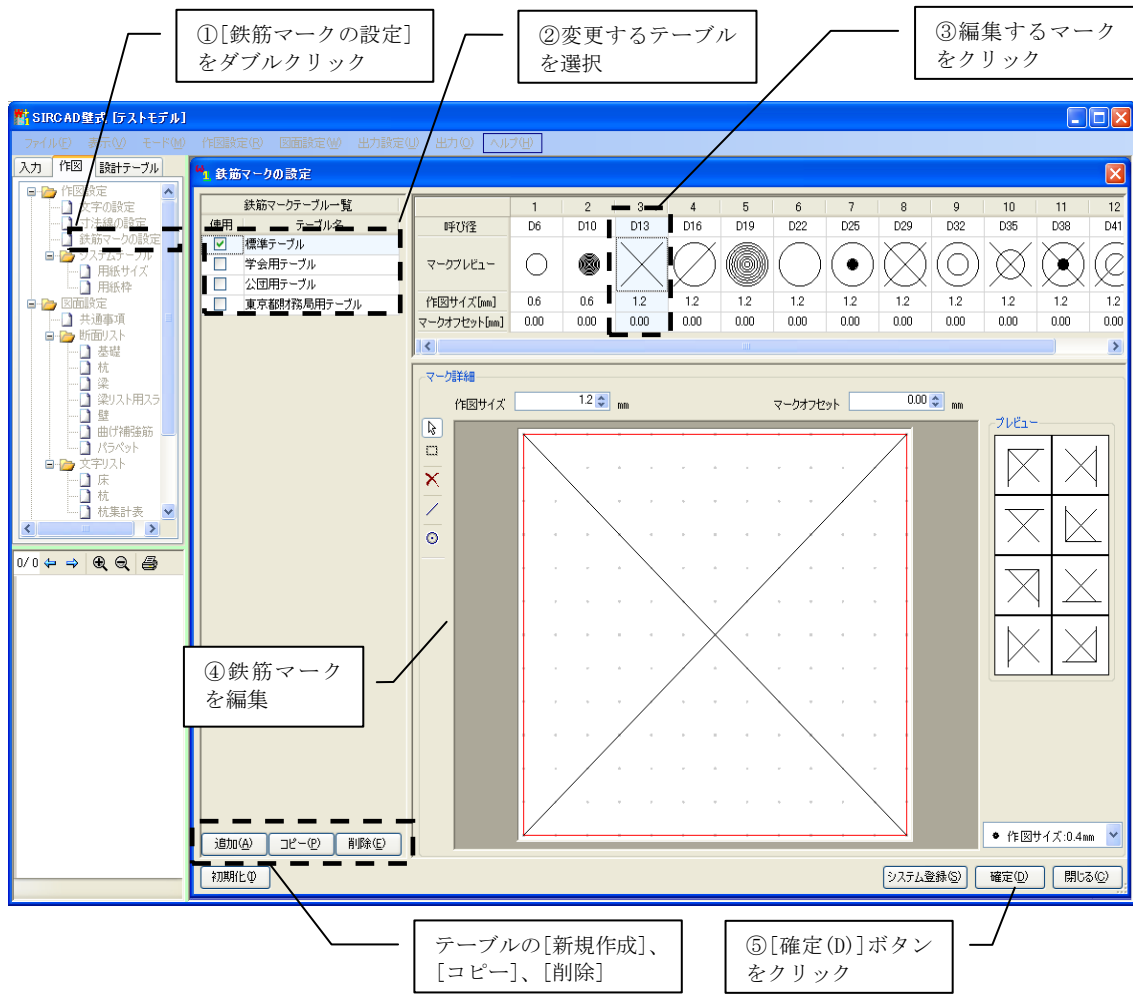 ①[鉄筋マークの設定]
をダブルクリック
②変更するテーブル
を選択
③編集するマーク
をクリック
SIRCAD壁式 [テストモデル]
ファイル(F) 表示(V) モード(M) 作図設定(R) 図面設定(W) 出力設定(U) 出力(O) ヘルプ(H)
入力 作図 設計テーブル
作図設定
文字の設定
寸法線の設定
鉄筋マークの設定
システムテーブル
用紙サイズ
用紙枠
図面設定
共通事項
断面リスト
基礎
杭
梁
梁リスト用スラ
壁
曲げ補強筋
パラペット
文字リスト
床
杭
杭集計表
0/ 0
鉄筋マークの設定
鉄筋マークテーブル一覧
使用 テーブル名
標準テーブル
学会用テーブル
公団用テーブル
東京都財務局用テーブル
1 2 3 4 5 6 7 8 9 10 11 12
呼び径 D6 D10 D13 D16 D19 D22 D25 D29 D32 D35 D38 D41
マークプレビュー
作図サイズ[mm] 0.6 0.6 1.2 1.2 1.2 1.2 1.2 1.2 1.2 1.2 1.2 1.2
マークオフセット[mm] 0.00 0.00 0.00 0.00 0.00 0.00 0.00 0.00 0.00 0.00 0.00 0.00
マーク詳細
作図サイズ 1.2 mm マークオフセット 0.00 mm
プレビュー
④鉄筋マーク
を編集
作図サイズ:0.4mm
追加(A) コピー(P) 削除(E)
初期化(I) システム登録(S) 確定(D) 閉じる(C)
テーブルの[新規作成]、
[コピー]、[削除]
⑤[確定(D)]ボタン
をクリック